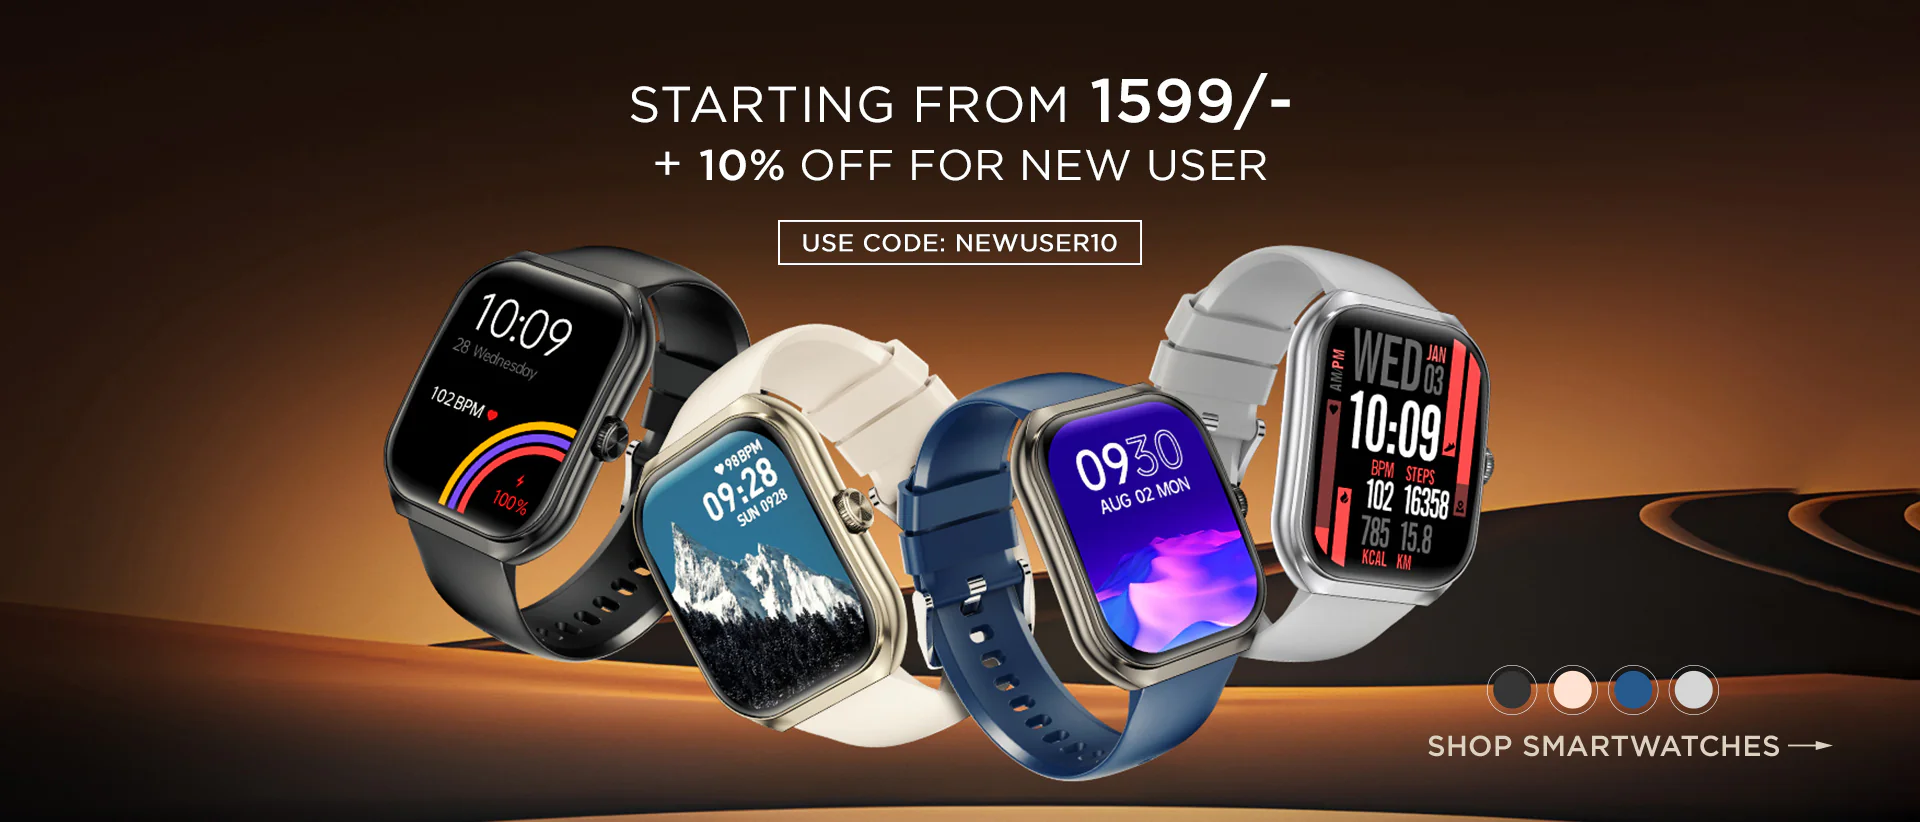 STARTING FROM 1599/-
+ 10% OFF FOR NEW USER
USE CODE: NEWUSER10
10:09
28 Wednesday
102 BPM
100%
98BPM
09:28
SUN 0928
0930
AUG 02 MON
AM/PM
WED JAN 03
10:09
BPM STEPS
102 16358
785 15.8
KCAL KM
SHOP SMARTWATCHES